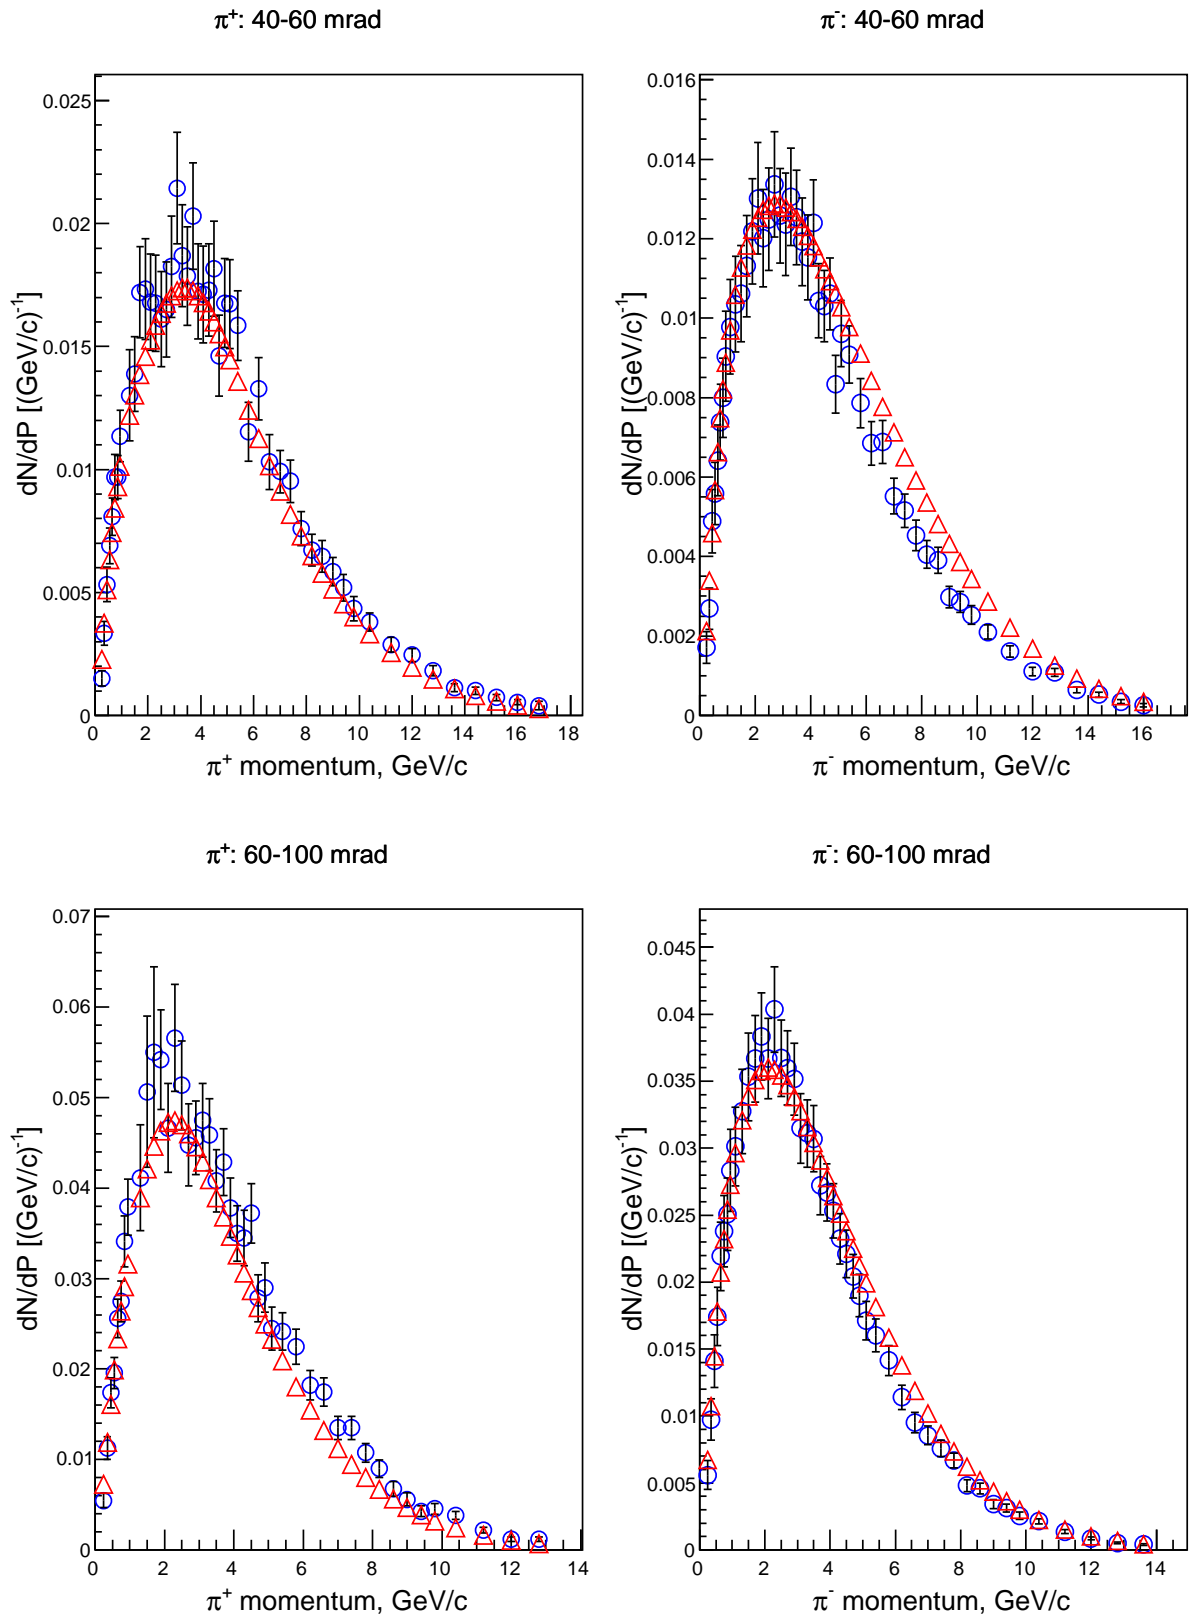 π⁺: 40-60 mrad
dN/dP [(GeV/c)⁻¹]
0.025
0.02
0.015
0.01
0.005
0
0 2 4 6 8 10 12 14 16 18
π⁺ momentum, GeV/c
π⁻: 40-60 mrad
dN/dP [(GeV/c)⁻¹]
0.016
0.014
0.012
0.01
0.008
0.006
0.004
0.002
0
0 2 4 6 8 10 12 14 16
π⁻ momentum, GeV/c
π⁺: 60-100 mrad
dN/dP [(GeV/c)⁻¹]
0.07
0.06
0.05
0.04
0.03
0.02
0.01
0
0 2 4 6 8 10 12 14
π⁺ momentum, GeV/c
π⁻: 60-100 mrad
dN/dP [(GeV/c)⁻¹]
0.045
0.04
0.035
0.03
0.025
0.02
0.015
0.01
0.005
0
0 2 4 6 8 10 12 14
π⁻ momentum, GeV/c